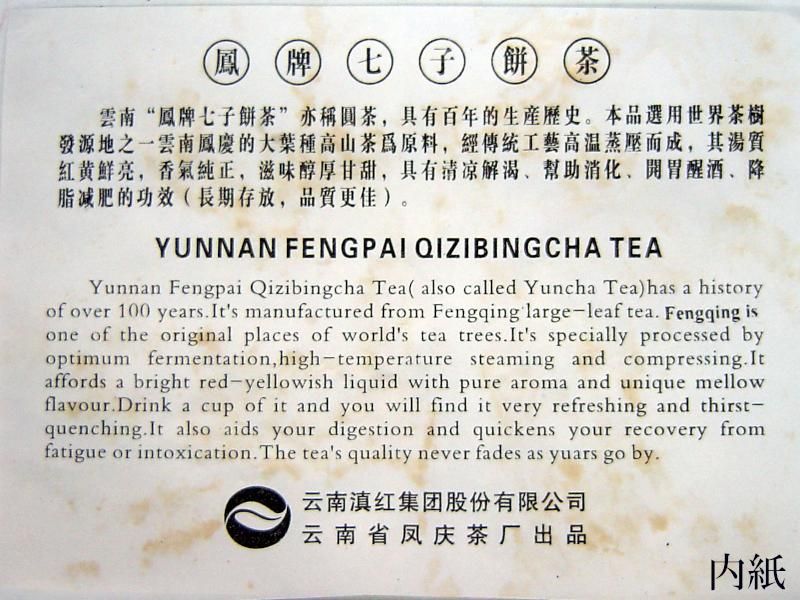 鳳牌七子餅茶
雲南“鳳牌七子餅茶”亦稱圓茶，具有百年的生産歷史。本品選用世界茶樹
發源地之一雲南鳳慶的大葉種高山茶爲原料，經傳統工藝高温蒸壓而成，其湯質
紅黄鮮亮，香氣純正，滋味醇厚甘甜，具有清凉解渴、幫助消化、開胃醒酒、降
脂减肥的功效（長期存放，品質更佳）。
YUNNAN FENGPAI QIZIBINGCHA TEA
Yunnan Fengpai Qizibingcha Tea( also called Yuncha Tea)has a history
of over 100 years.It's manufactured from Fengqing large-leaf tea. Fengqing is
one of the original places of world's tea trees.It's specially processed by
optimum fermentation,high-temperature steaming and compressing.It
affords a bright red-yellowish liquid with pure aroma and unique mellow
flavour.Drink a cup of it and you will find it very refreshing and thirst-
quenching.It also aids your digestion and quickens your recovery from
fatigue or intoxication.The tea's quality never fades as yuars go by.
云南滇红集团股份有限公司
云南省凤庆茶厂出品
内紙